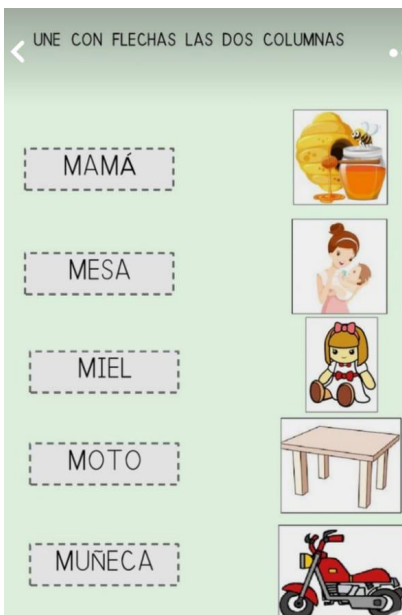 UNE CON FLECHAS LAS DOS COLUMNAS
MAMÁ
MESA
MIEL
MOTO
MUÑECA